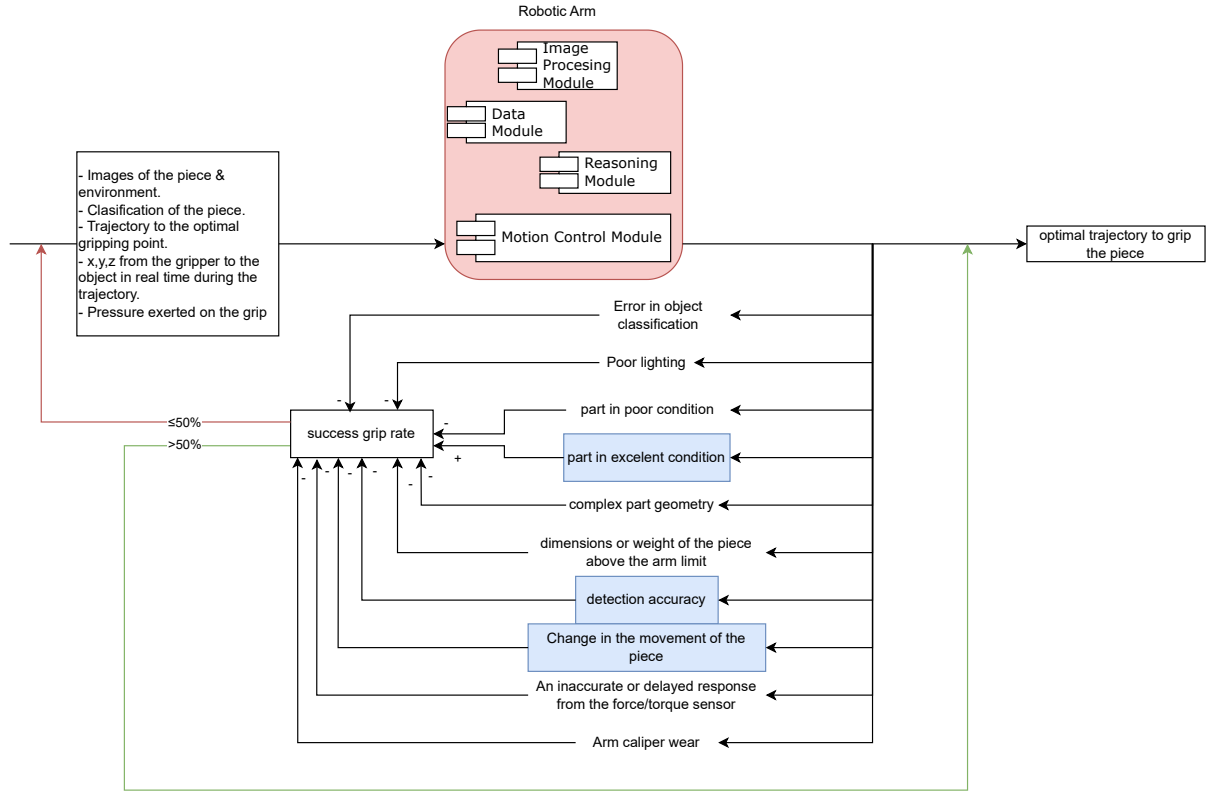 Robotic Arm
Image
Procesing
Module
Data
Module
Reasoning
Module
Motion Control Module
- Images of the piece &
environment.
- Clasification of the piece.
- Trajectory to the optimal
gripping point.
- x,y,z from the gripper to the
object in real time during the
trajectory.
- Pressure exerted on the grip
optimal trajectory to grip
the piece
Error in object
classification
Poor lighting
-
-
part in poor condition
-
≤50%
success grip rate
>50%
+
part in excelent condition
-
-
-
-
-
-
complex part geometry
dimensions or weight of the piece
above the arm limit
detection accuracy
Change in the movement of the
piece
An inaccurate or delayed response
from the force/torque sensor
Arm caliper wear